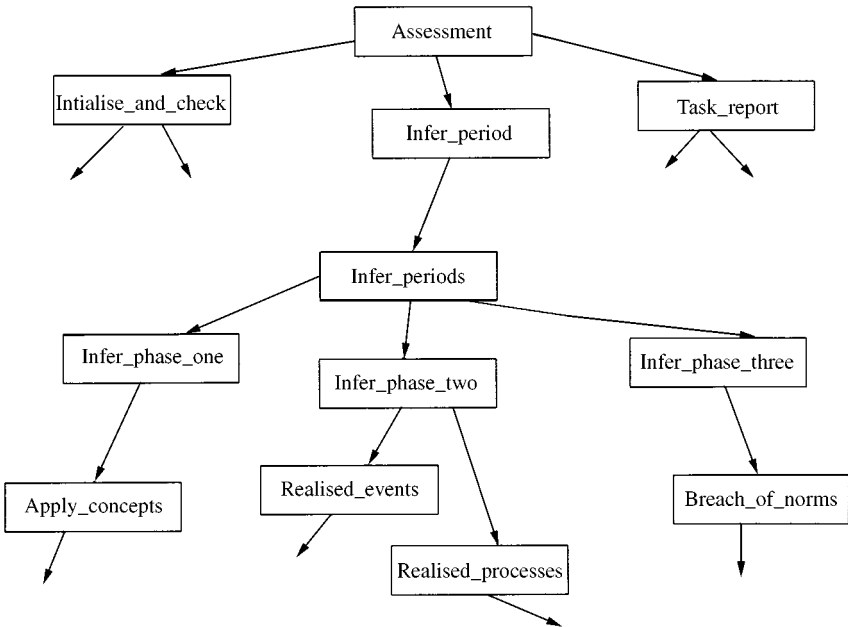 Assessment
Intialise_and_check
Infer_period
Task_report
Infer_periods
Infer_phase_one
Infer_phase_two
Infer_phase_three
Apply_concepts
Realised_events
Breach_of_norms
Realised_processes